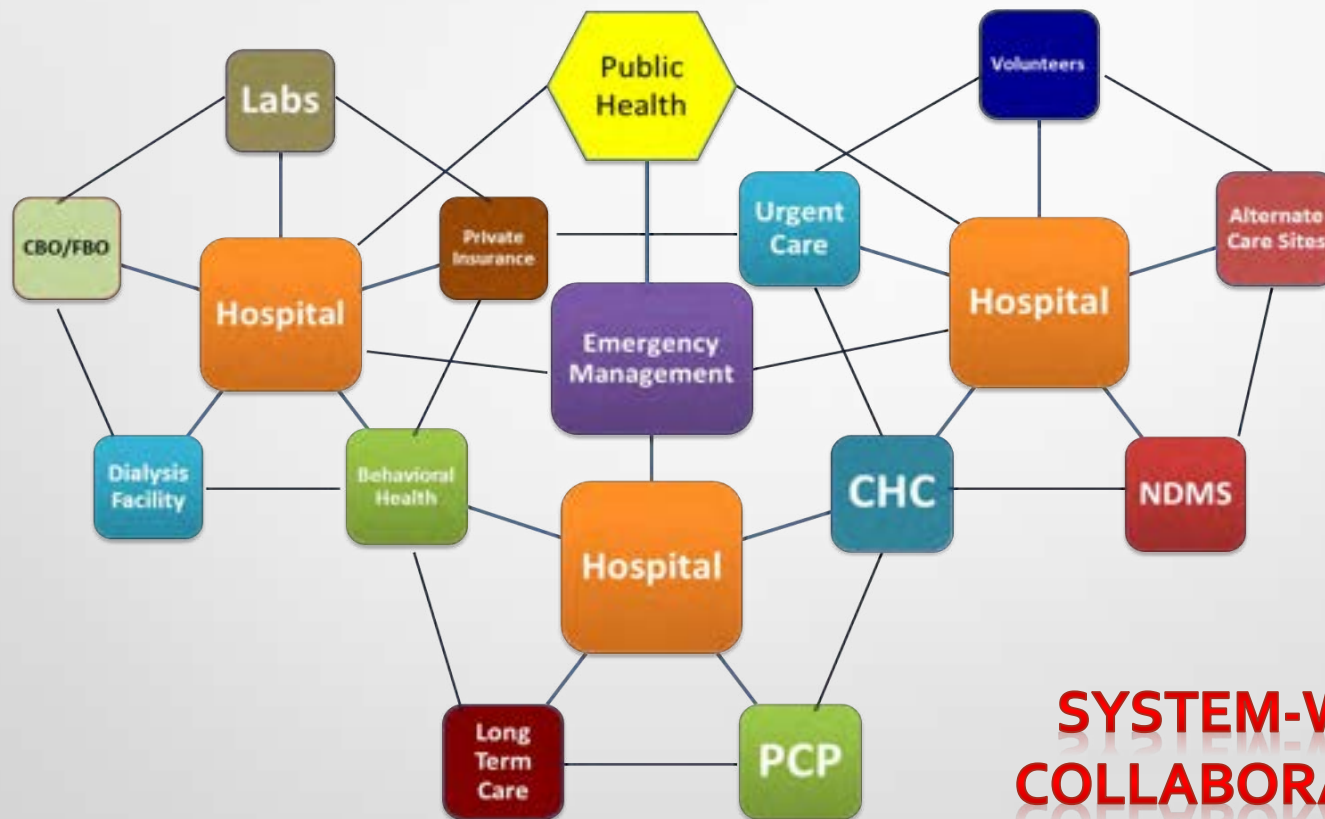 Labs
Public
Health
Volunteers
CBO/FBO
Hospital
Private
Insurance
Urgent
Care
Hospital
Alternate
Care Sites
Emergency
Management
Dialysis
Facility
Behavioral
Health
Hospital
CHC
NDMS
Long
Term
Care
PCP